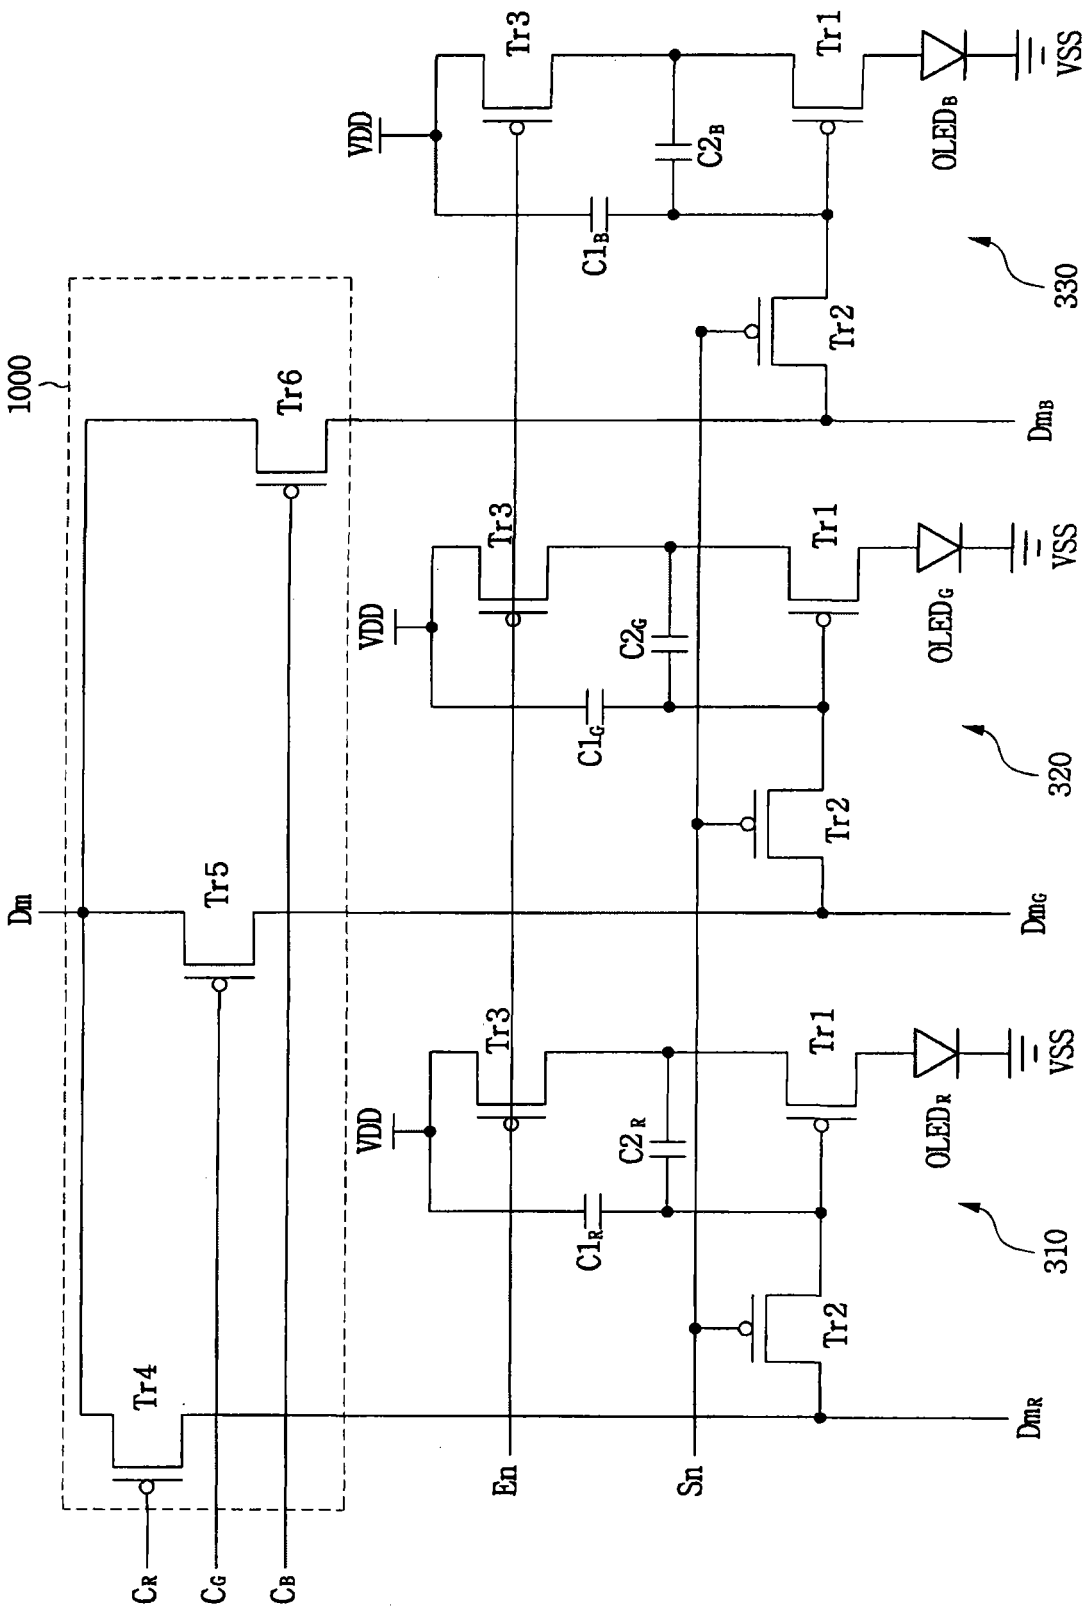 1000
Dm
Tr4
Tr5
Tr6
CR
CG
CB
VDD
VDD
VDD
Tr3
Tr3
Tr3
En
C1R
C1G
C1B
C2R
C2G
C2B
Sn
Tr2
Tr2
Tr2
Tr1
Tr1
Tr1
OLEDR
OLEDG
OLEDB
DmR
DmG
DmB
VSS
VSS
VSS
310
320
330